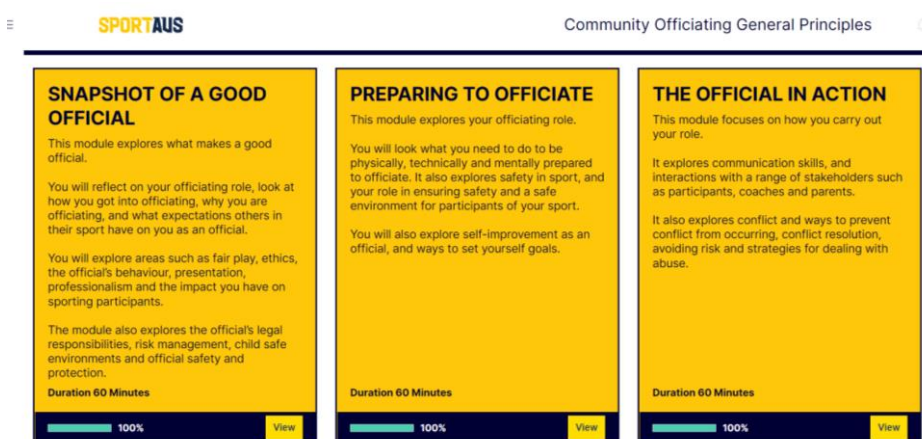 SPORTAUS
Community Officiating General Principles
SNAPSHOT OF A GOOD
OFFICIAL
This module explores what makes a good
official.
You will reflect on your officiating role, look at
how you got into officiating, why you are
officiating, and what expectations others in
their sport have on you as an official.
You will explore areas such as fair play, ethics,
the official's behaviour, presentation,
professionalism and the impact you have on
sporting participants.
The module also explores the official's legal
responsibilities, risk management, child safe
environments and official safety and
protection.
Duration 60 Minutes
100%
View
PREPARING TO OFFICIATE
This module explores your officiating role.
You will look what you need to do to be
physically, technically and mentally prepared
to officiate. It also explores safety in sport, and
your role in ensuring safety and a safe
environment for participants of your sport.
You will also explore self-improvement as an
official, and ways to set yourself goals.
Duration 60 Minutes
100%
View
THE OFFICIAL IN ACTION
This module focuses on how you carry out
your role.
It explores communication skills, and
interactions with a range of stakeholders such
as participants, coaches and parents.
It also explores conflict and ways to prevent
conflict from occurring, conflict resolution,
avoiding risk and strategies for dealing with
abuse.
Duration 60 Minutes
100%
View